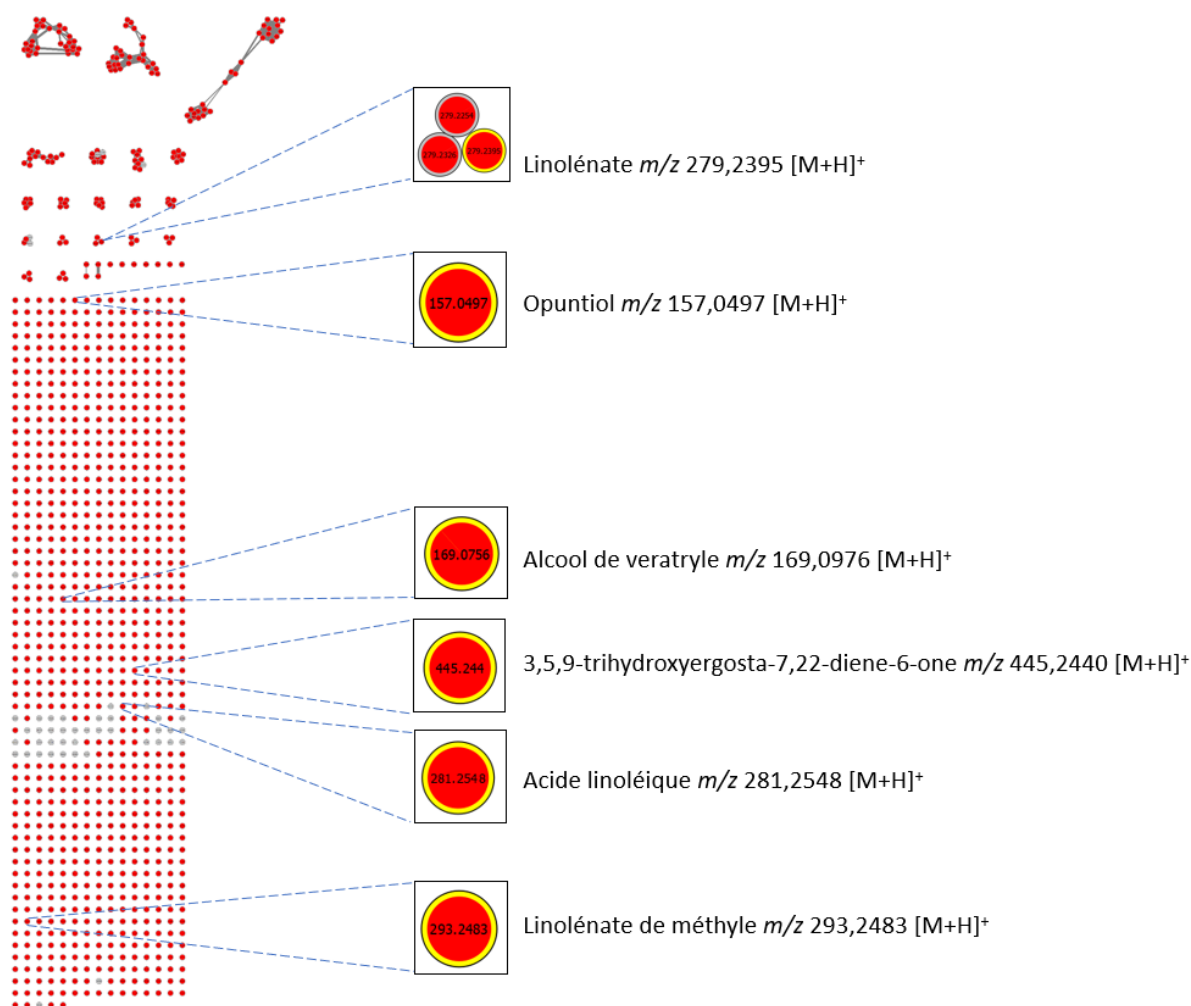 279.2254
279.2326 279.2395
Linolénate m/z 279,2395 [M+H]⁺
157.0497
Opuntiol m/z 157,0497 [M+H]⁺
169.0756
Alcool de veratryle m/z 169,0976 [M+H]⁺
445.244
3,5,9-trihydroxyergosta-7,22-diene-6-one m/z 445,2440 [M+H]⁺
281.2548
Acide linoléique m/z 281,2548 [M+H]⁺
293.2483
Linolénate de méthyle m/z 293,2483 [M+H]⁺